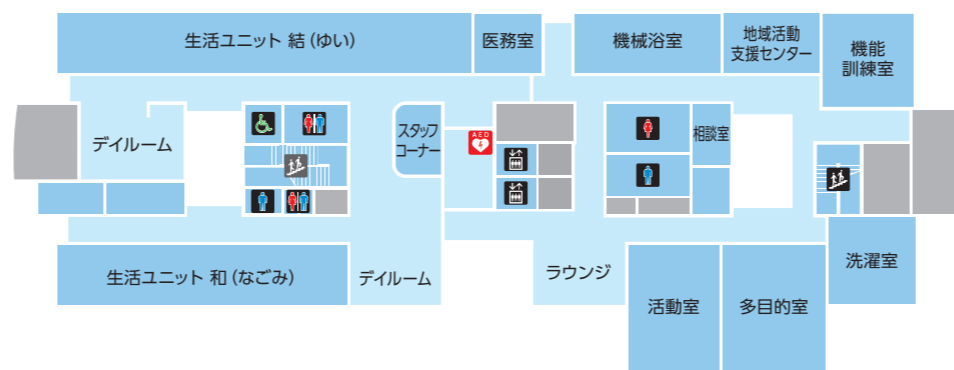 生活ユニット 結（ゆい）
医務室
機械浴室
地域活動
支援センター
機能
訓練室
デイルーム
スタッフ
コーナー
AED
相談室
生活ユニット 和（なごみ）
デイルーム
ラウンジ
活動室
多目的室
洗濯室